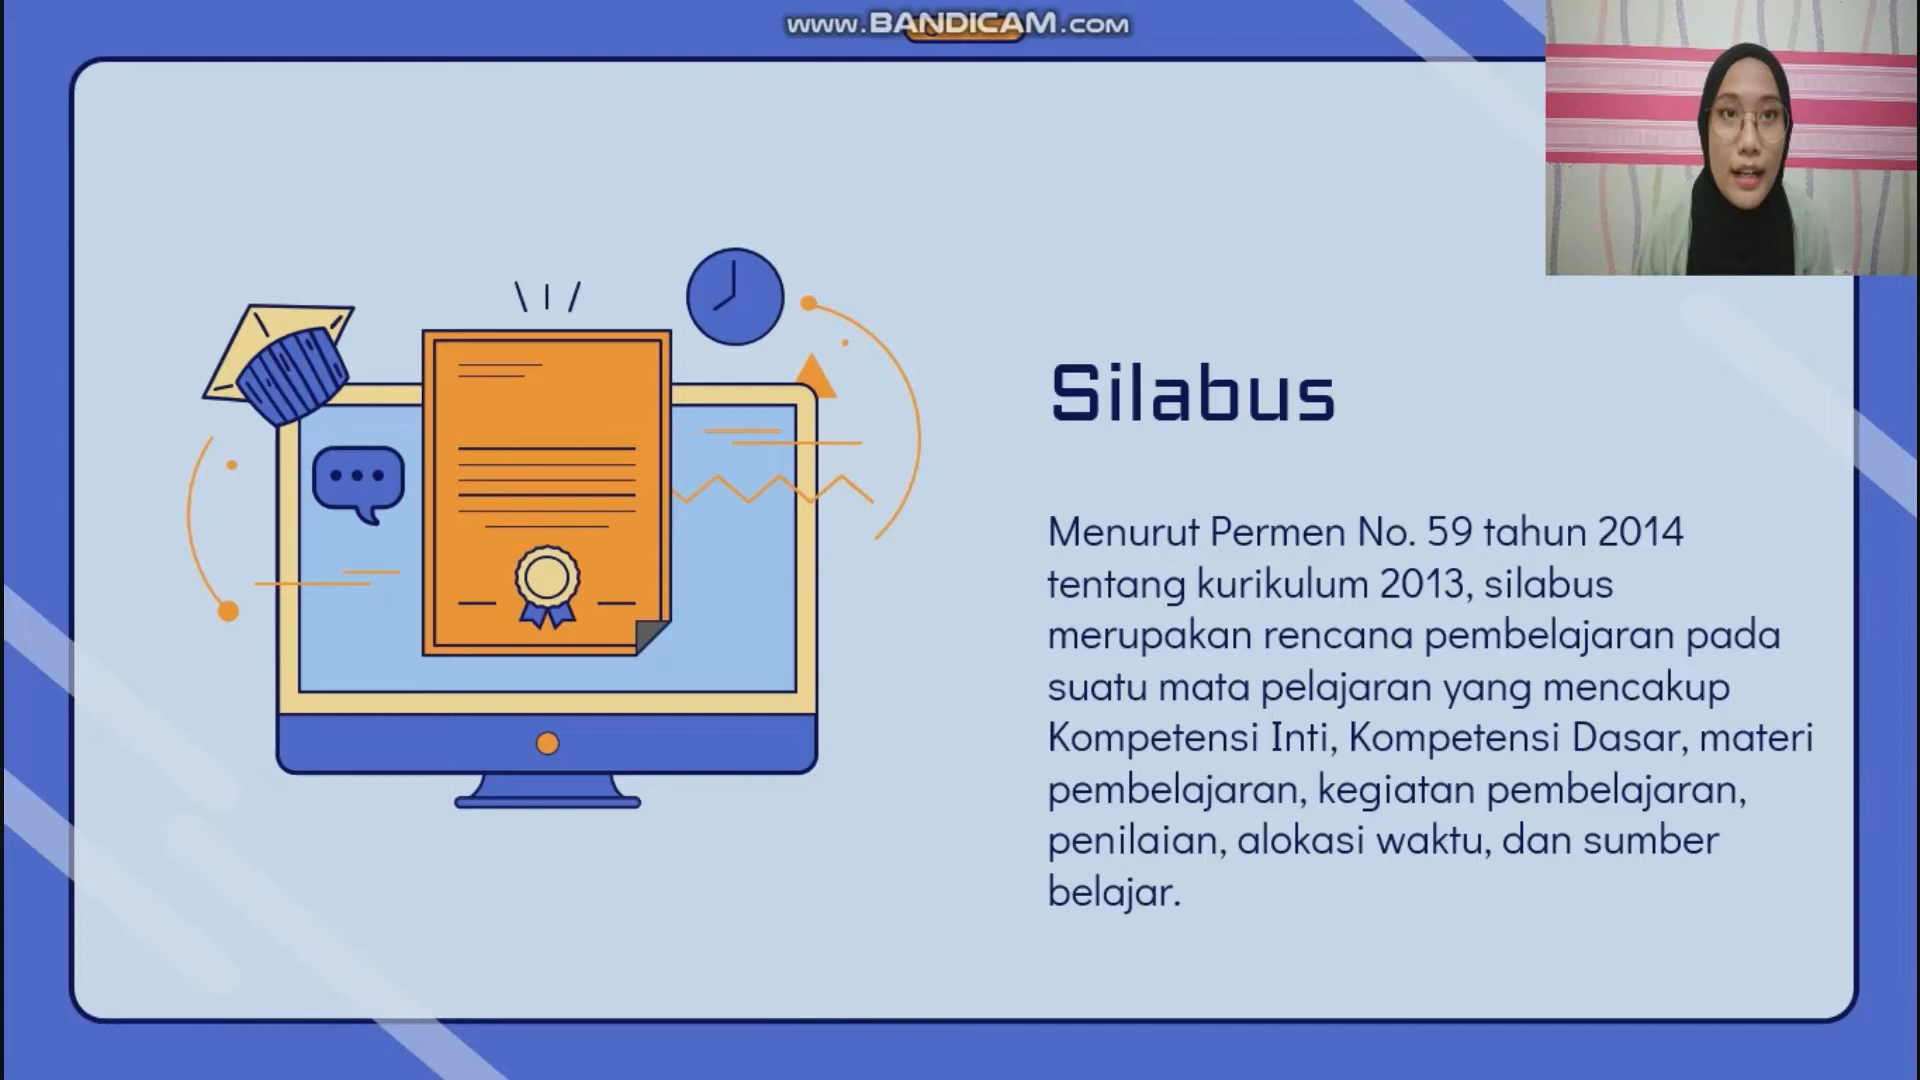 www.BANDICAM.com
Silabus
Menurut Permen No. 59 tahun 2014
tentang kurikulum 2013, silabus
merupakan rencana pembelajaran pada
suatu mata pelajaran yang mencakup
Kompetensi Inti, Kompetensi Dasar, materi
pembelajaran, kegiatan pembelajaran,
penilaian, alokasi waktu, dan sumber
belajar.